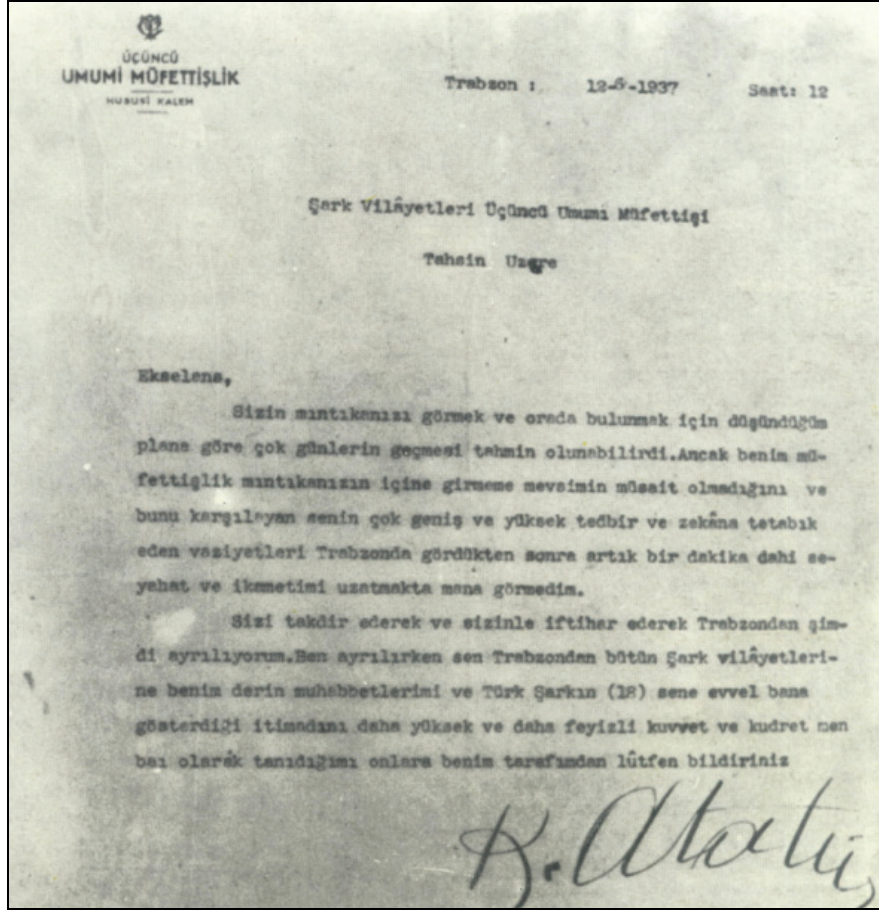 ÜÇÜNCÜ
UMUMİ MÜFETTİŞLİK
HUSUSİ KALEM
Trabzon : 12-6-1937 Saat: 12
Şark Vilâyetleri Üçüncü Umumi Müfettişi
Tahsin Uzere
Ekselens,
Sizin mıntıkanızı görmek ve orada bulunmak için düşündüğüm
plana göre çok günlerin geçmesi tahmin olunabilirdi.Ancak benim mü-
fettişlik mıntıkanızın içine girmeme mevsimin müsait olmadığını ve
bunu karşılayan senin çok geniş ve yüksek tedbir ve zekâna tetabik
eden vaziyetleri Trabzonda gördükten sonra artık bir dakika dahi se-
yahat ve ikametimi uzatmakta mana görmedim.
Sizi takdir ederek ve sizinle iftihar ederek Trabzondan şim-
di ayrılıyorum.Ben ayrılırken sen Trabzondan bütün Şark vilâyetleri-
ne benim derin muhabbetlerimi ve Türk Şarkın (18) sene evvel bana
gösterdiği itimadını daha yüksek ve daha feyizli kuvvet ve kudret men
baı olarak tanıdığımı onlara benim tarafımdan lûtfen bildiriniz
K. Atatü